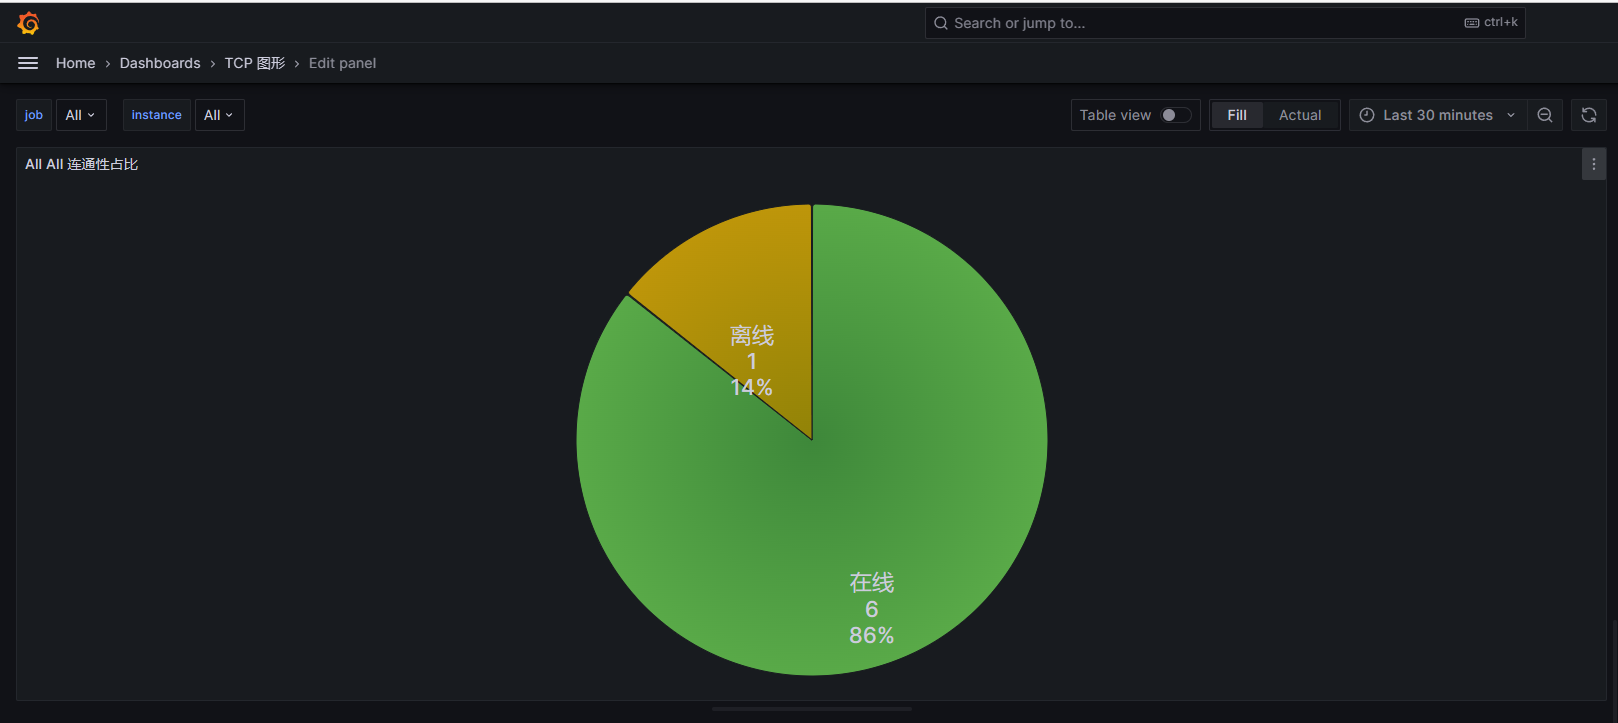 Search or jump to...
ctrl+k
Home › Dashboards › TCP 图形 › Edit panel
job All instance All Table view Fill Actual Last 30 minutes
All All 连通性占比
离线
1
14%
在线
6
86%